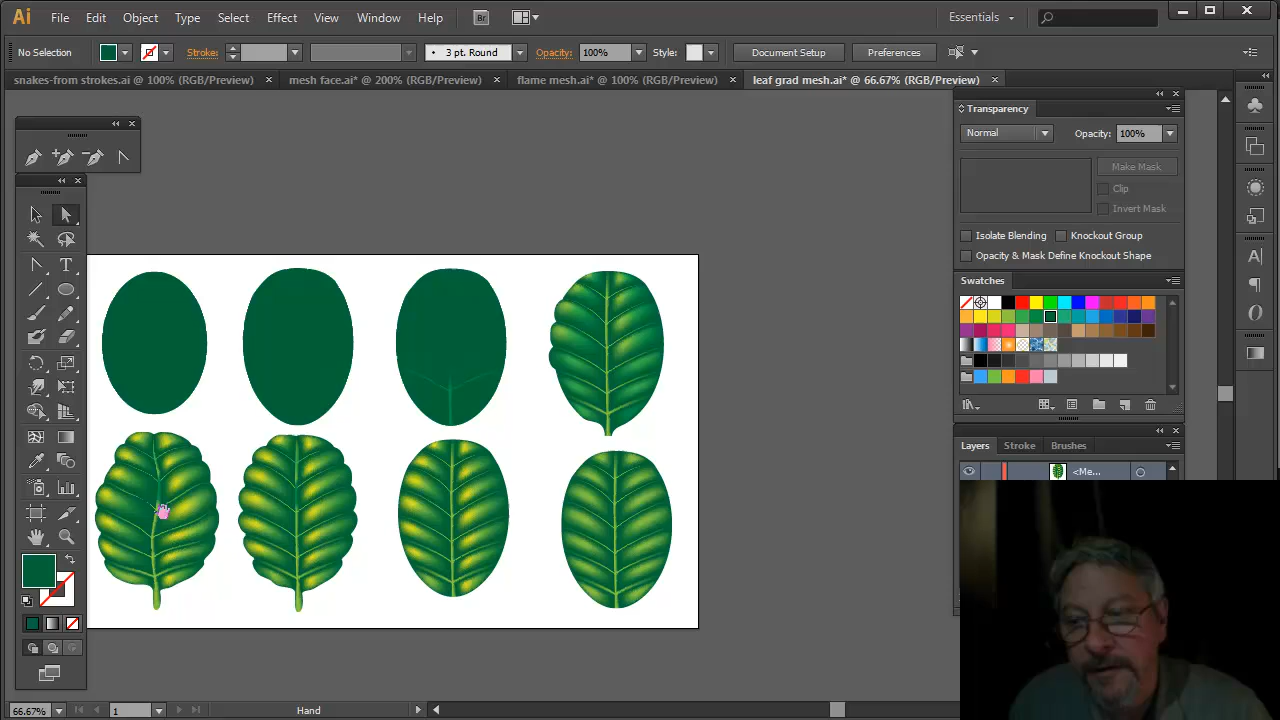 Ai File Edit Object Type Select Effect View Window Help Br Essentials
No Selection Stroke: 3 pt. Round Opacity: 100% Style: Document Setup Preferences
snakes-from strokes.ai @ 100% (RGB/Preview) × mesh face.ai* @ 200% (RGB/Preview) × flame mesh.ai* @ 100% (RGB/Preview) × leaf grad mesh.ai* @ 66.67% (RGB/Preview) ×
Transparency
Normal Opacity: 100%
Make Mask
Clip
Invert Mask
Isolate Blending Knockout Group
Opacity & Mask Define Knockout Shape
Swatches
Layers Stroke Brushes
<Me...
66.67% 1 Hand